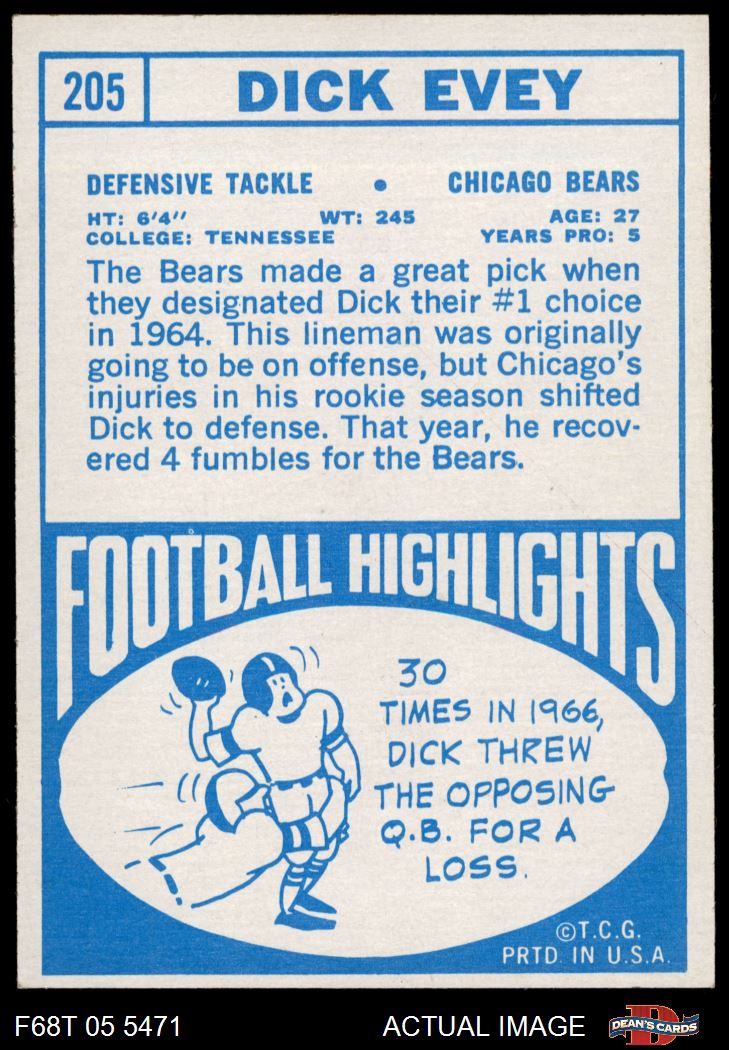 205 DICK EVEY
DEFENSIVE TACKLE • CHICAGO BEARS
HT: 6'4'' WT: 245 AGE: 27
COLLEGE: TENNESSEE YEARS PRO: 5
The Bears made a great pick when
they designated Dick their #1 choice
in 1964. This lineman was originally
going to be on offense, but Chicago's
injuries in his rookie season shifted
Dick to defense. That year, he recov-
ered 4 fumbles for the Bears.
FOOTBALL HIGHLIGHTS
30
TIMES IN 1966,
DICK THREW
THE OPPOSING
Q.B. FOR A
LOSS.
©T.C.G.
PRTD. IN U.S.A.
F68T 05 5471 ACTUAL IMAGE DEAN'S CARDS